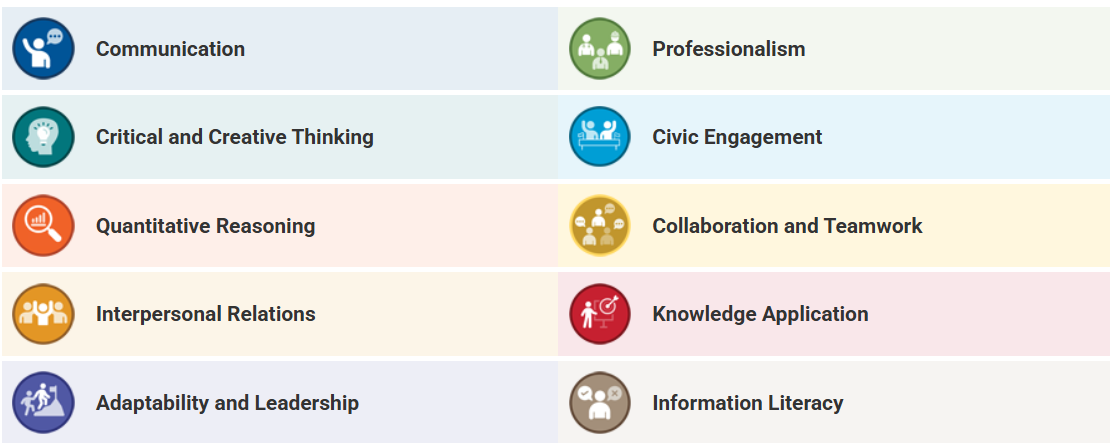 Communication
Professionalism
Critical and Creative Thinking
Civic Engagement
Quantitative Reasoning
Collaboration and Teamwork
Interpersonal Relations
Knowledge Application
Adaptability and Leadership
Information Literacy